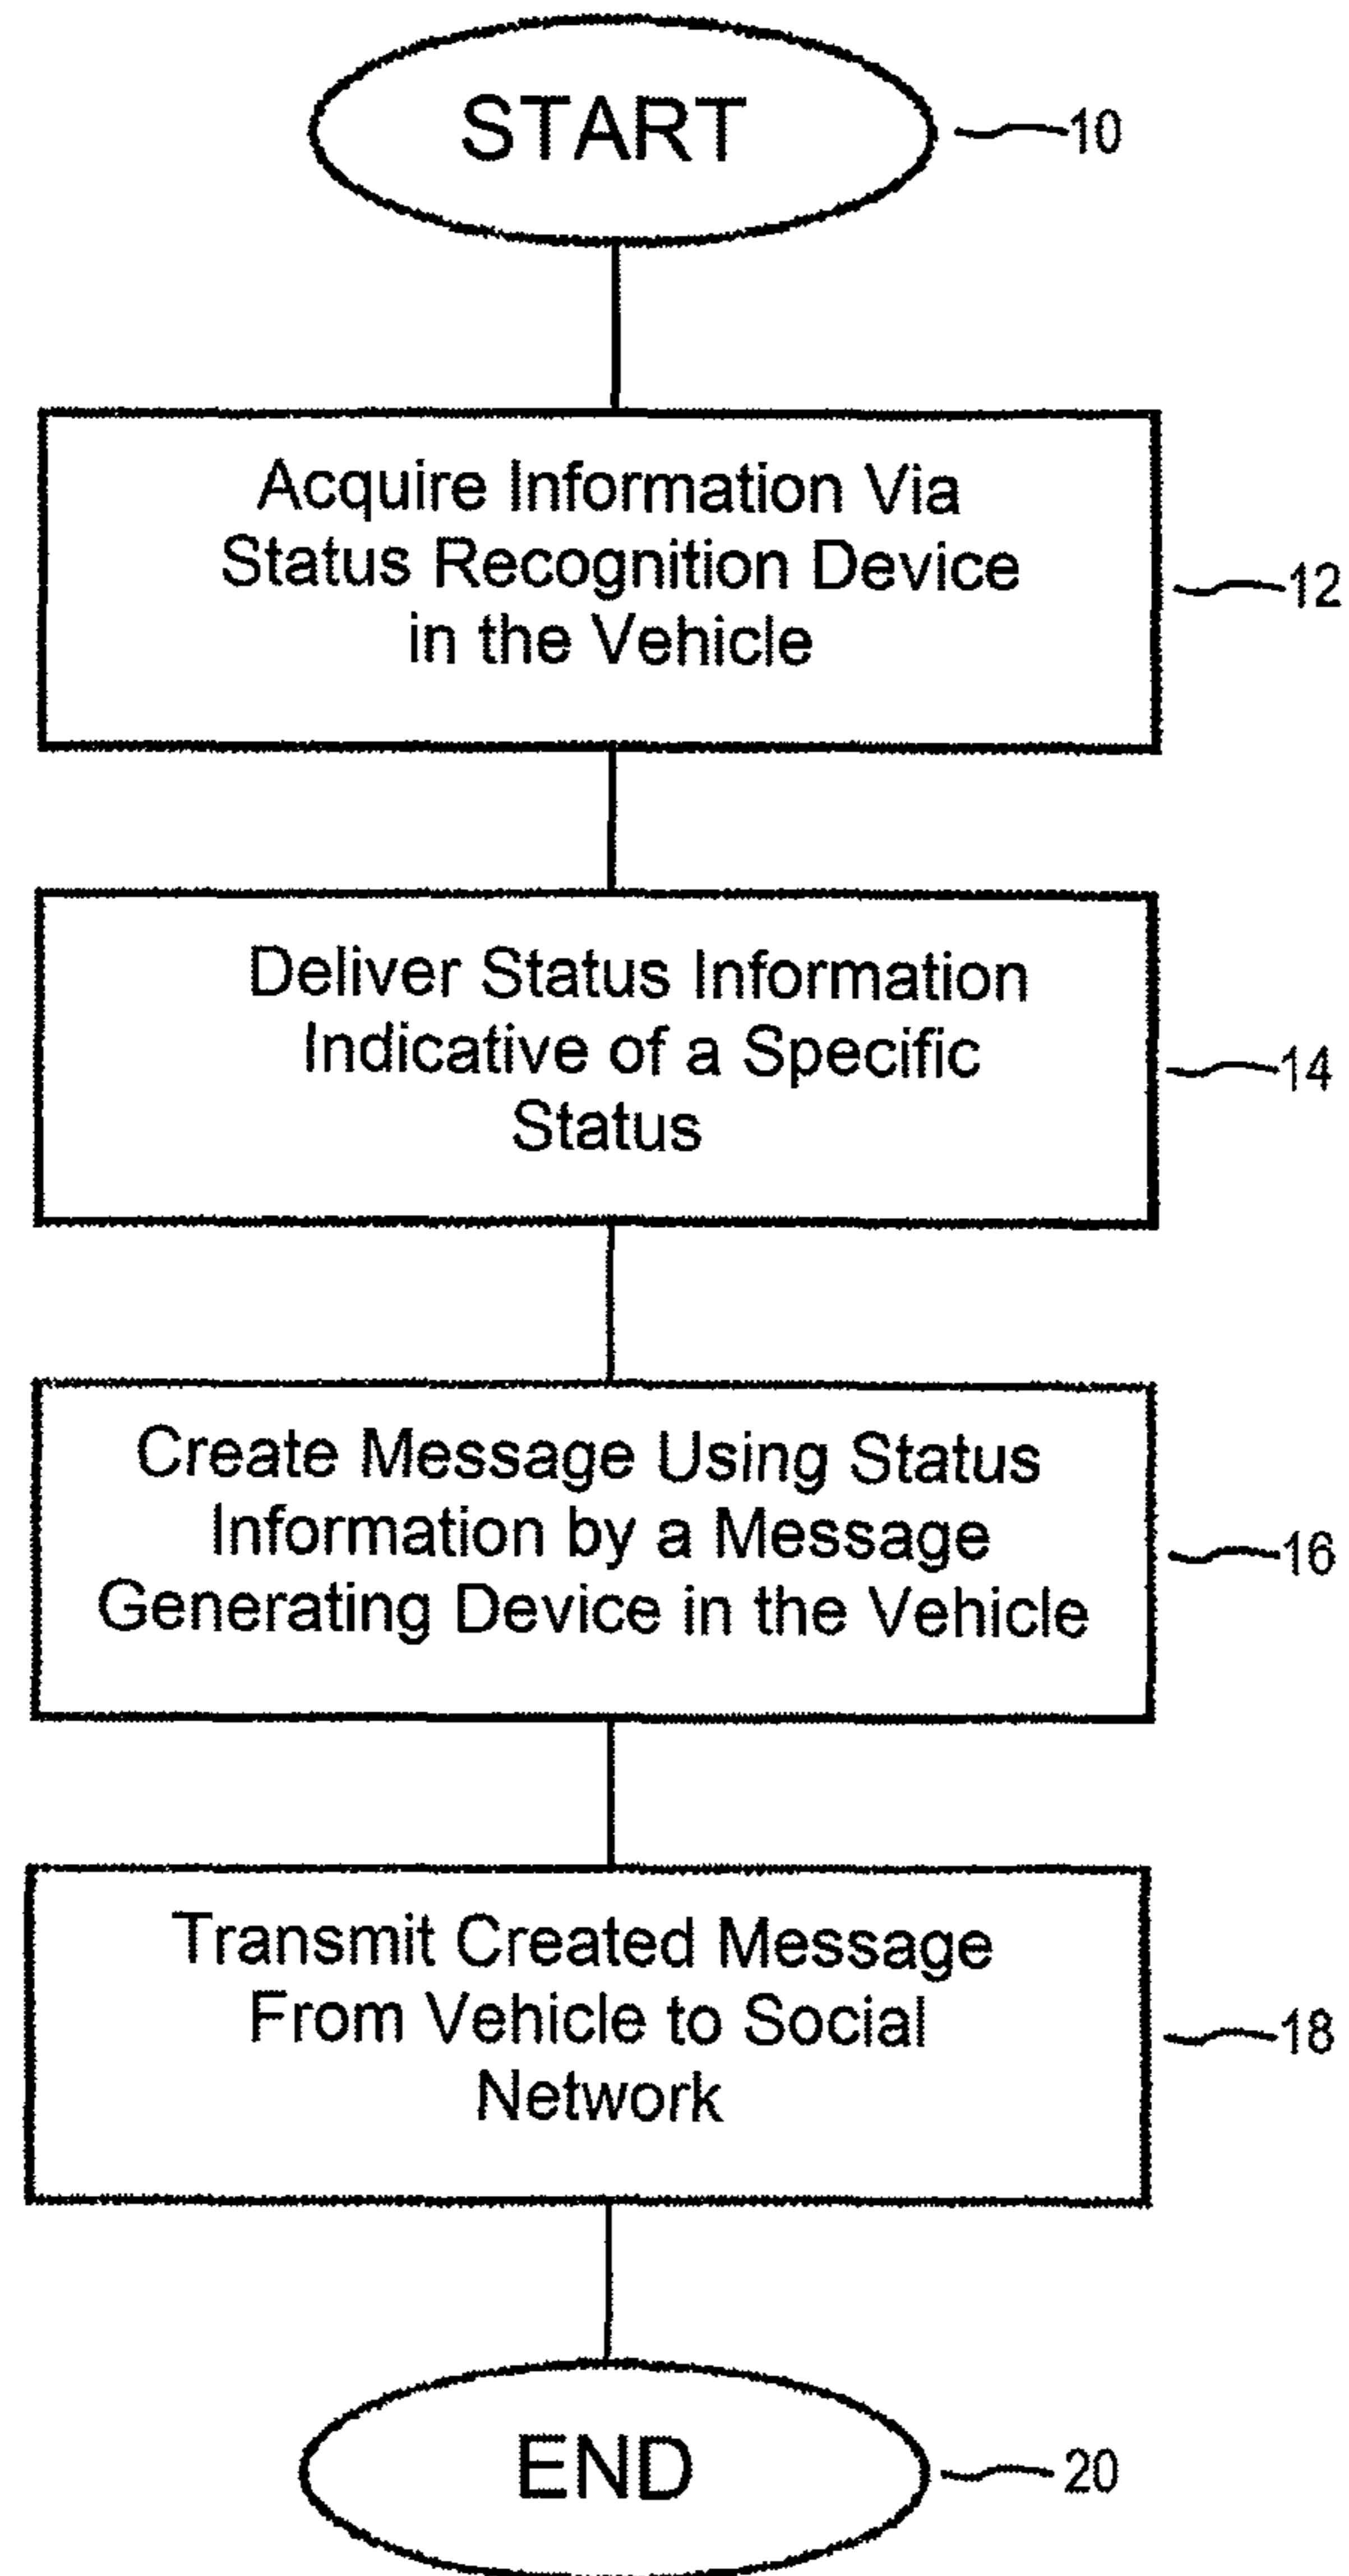 START
10
Acquire Information Via
Status Recognition Device
in the Vehicle
12
Deliver Status Information
Indicative of a Specific
Status
14
Create Message Using Status
Information by a Message
Generating Device in the Vehicle
16
Transmit Created Message
From Vehicle to Social
Network
18
END
20